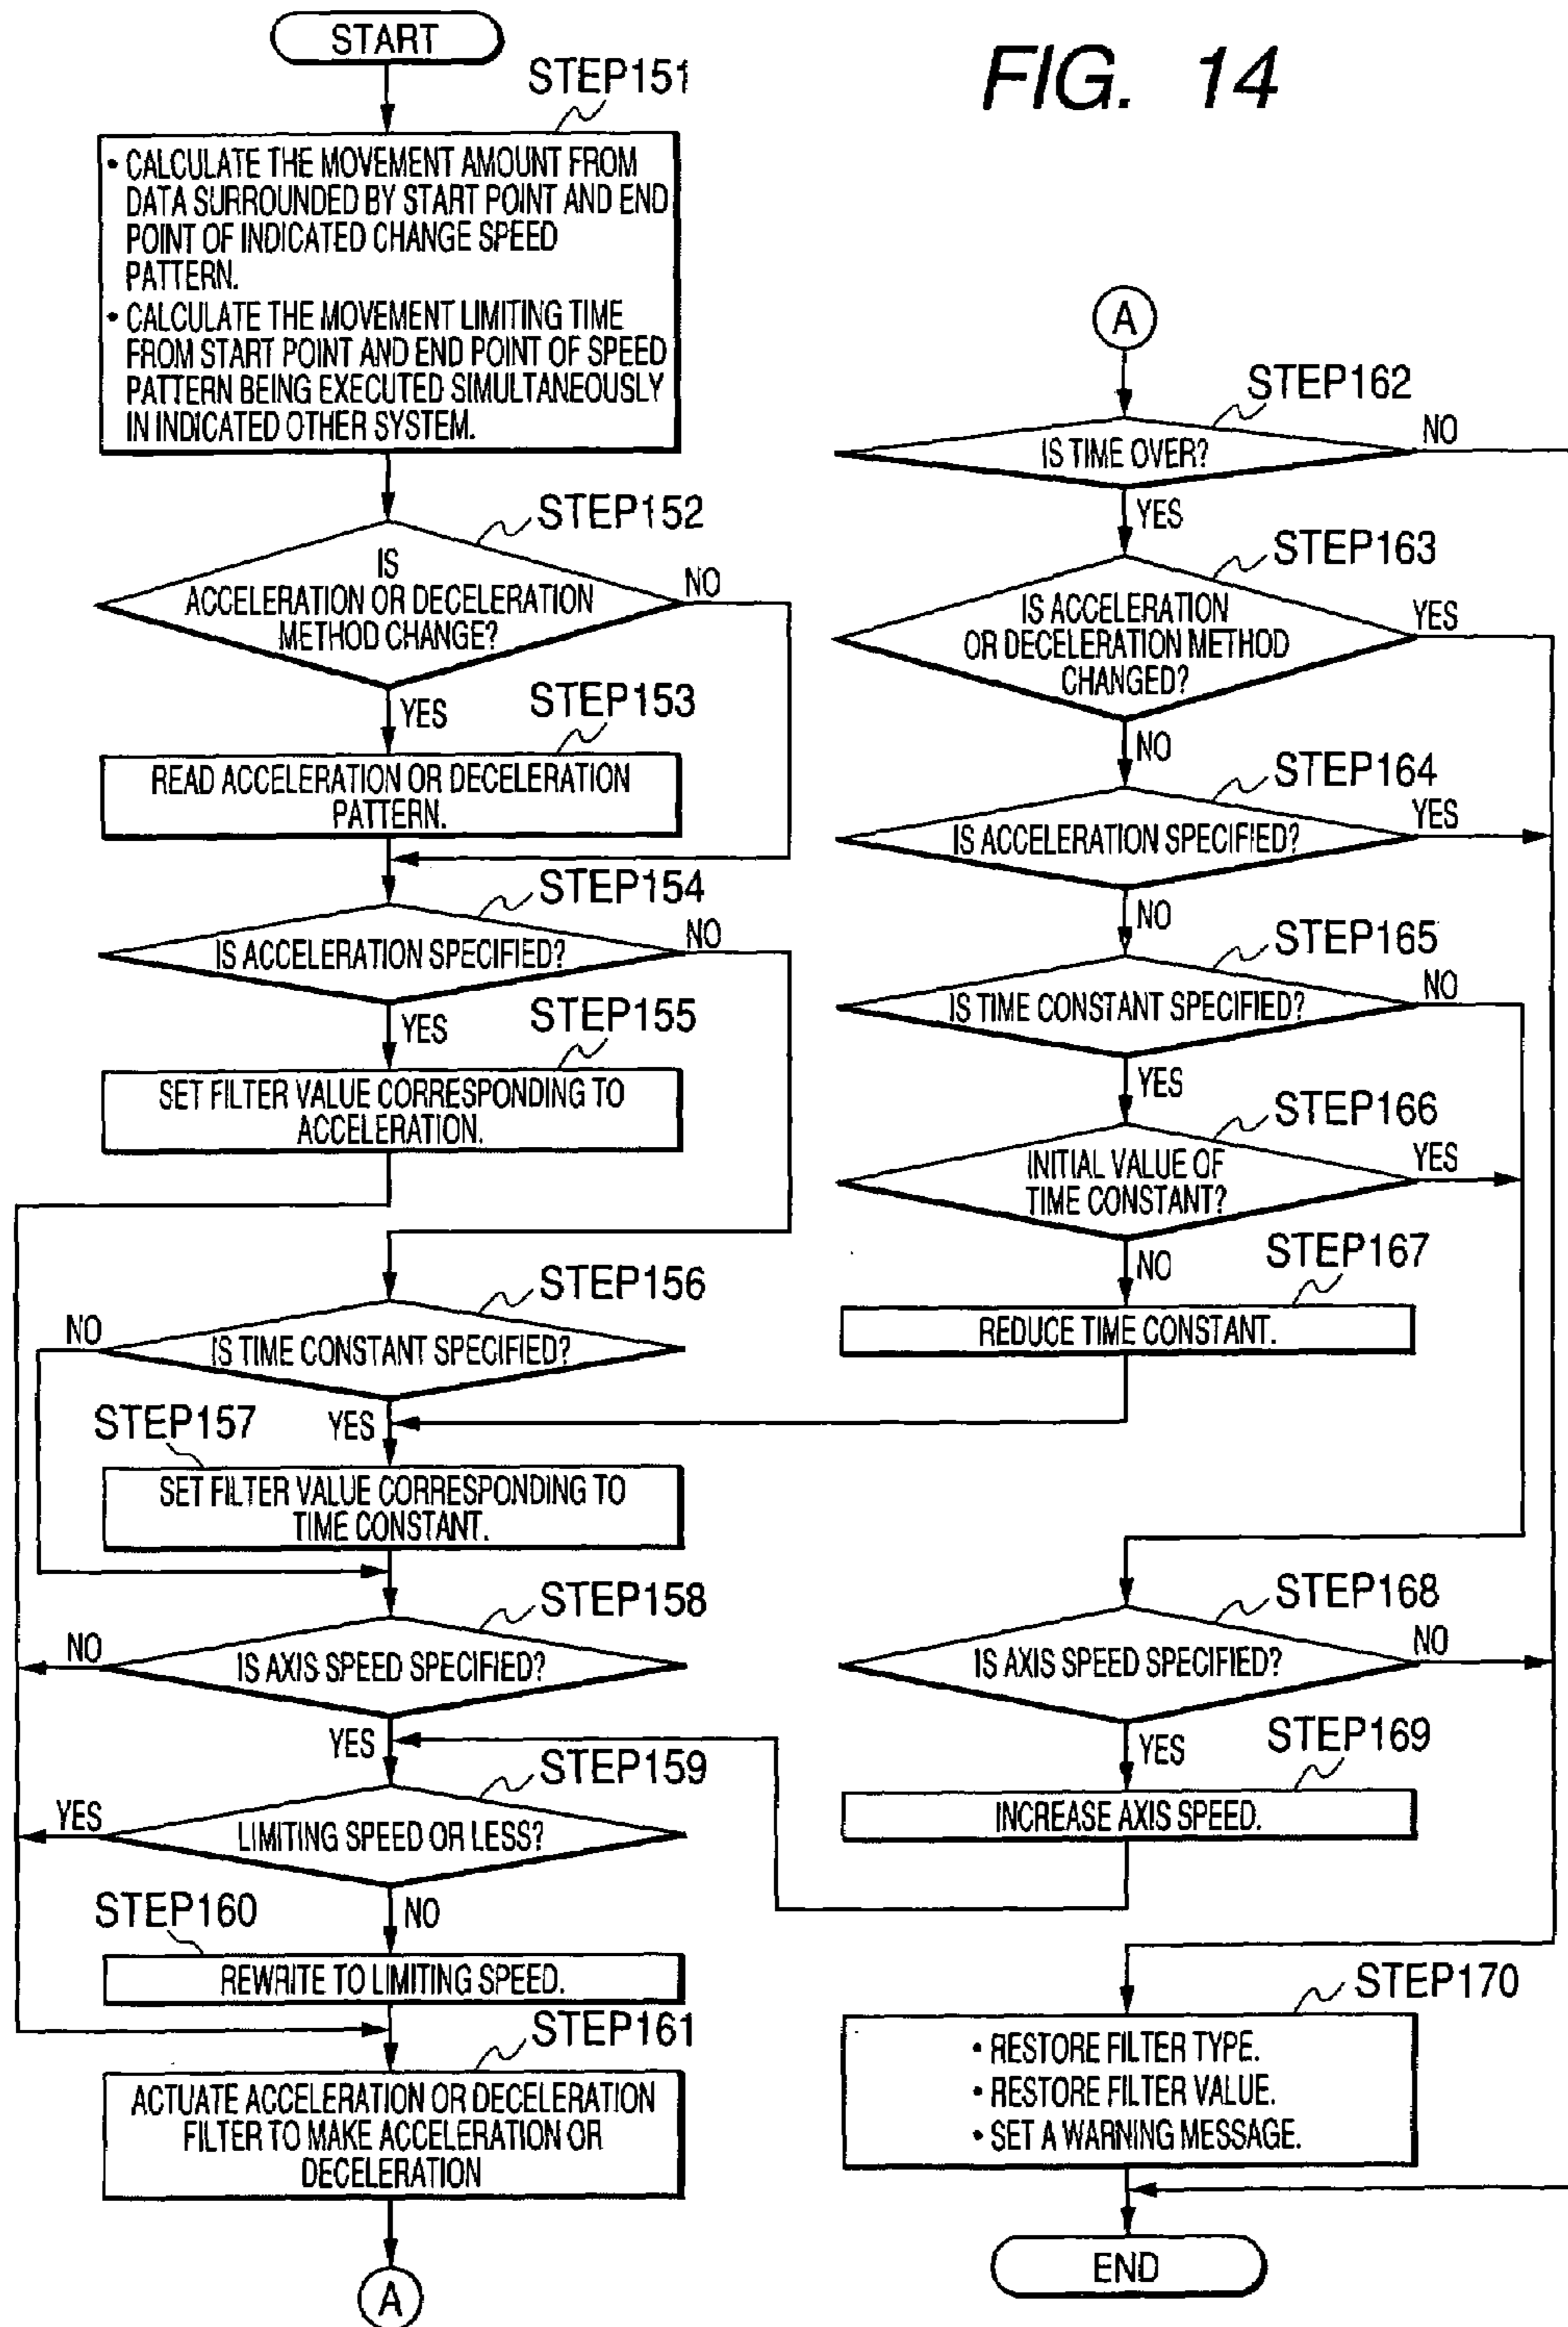 FIG. 14
START
STEP151
• CALCULATE THE MOVEMENT AMOUNT FROM
DATA SURROUNDED BY START POINT AND END
POINT OF INDICATED CHANGE SPEED
PATTERN.
• CALCULATE THE MOVEMENT LIMITING TIME
FROM START POINT AND END POINT OF SPEED
PATTERN BEING EXECUTED SIMULTANEOUSLY
IN INDICATED OTHER SYSTEM.
STEP152
IS
ACCELERATION OR DECELERATION
METHOD CHANGE?
NO
YES
STEP153
READ ACCELERATION OR DECELERATION
PATTERN.
STEP154
IS ACCELERATION SPECIFIED?
NO
YES
STEP155
SET FILTER VALUE CORRESPONDING TO
ACCELERATION.
STEP156
NO
IS TIME CONSTANT SPECIFIED?
YES
STEP157
SET FILTER VALUE CORRESPONDING TO
TIME CONSTANT.
STEP158
NO
IS AXIS SPEED SPECIFIED?
YES
STEP159
YES
LIMITING SPEED OR LESS?
NO
STEP160
REWRITE TO LIMITING SPEED.
STEP161
ACTUATE ACCELERATION OR DECELERATION
FILTER TO MAKE ACCELERATION OR
DECELERATION
A
A
STEP162
IS TIME OVER?
NO
YES
STEP163
IS ACCELERATION
OR DECELERATION METHOD
CHANGED?
YES
NO
STEP164
IS ACCELERATION SPECIFIED?
YES
NO
STEP165
IS TIME CONSTANT SPECIFIED?
NO
YES
STEP166
INITIAL VALUE OF
TIME CONSTANT?
YES
NO
STEP167
REDUCE TIME CONSTANT.
STEP168
IS AXIS SPEED SPECIFIED?
NO
YES
STEP169
INCREASE AXIS SPEED.
STEP170
• RESTORE FILTER TYPE.
• RESTORE FILTER VALUE.
• SET A WARNING MESSAGE.
END